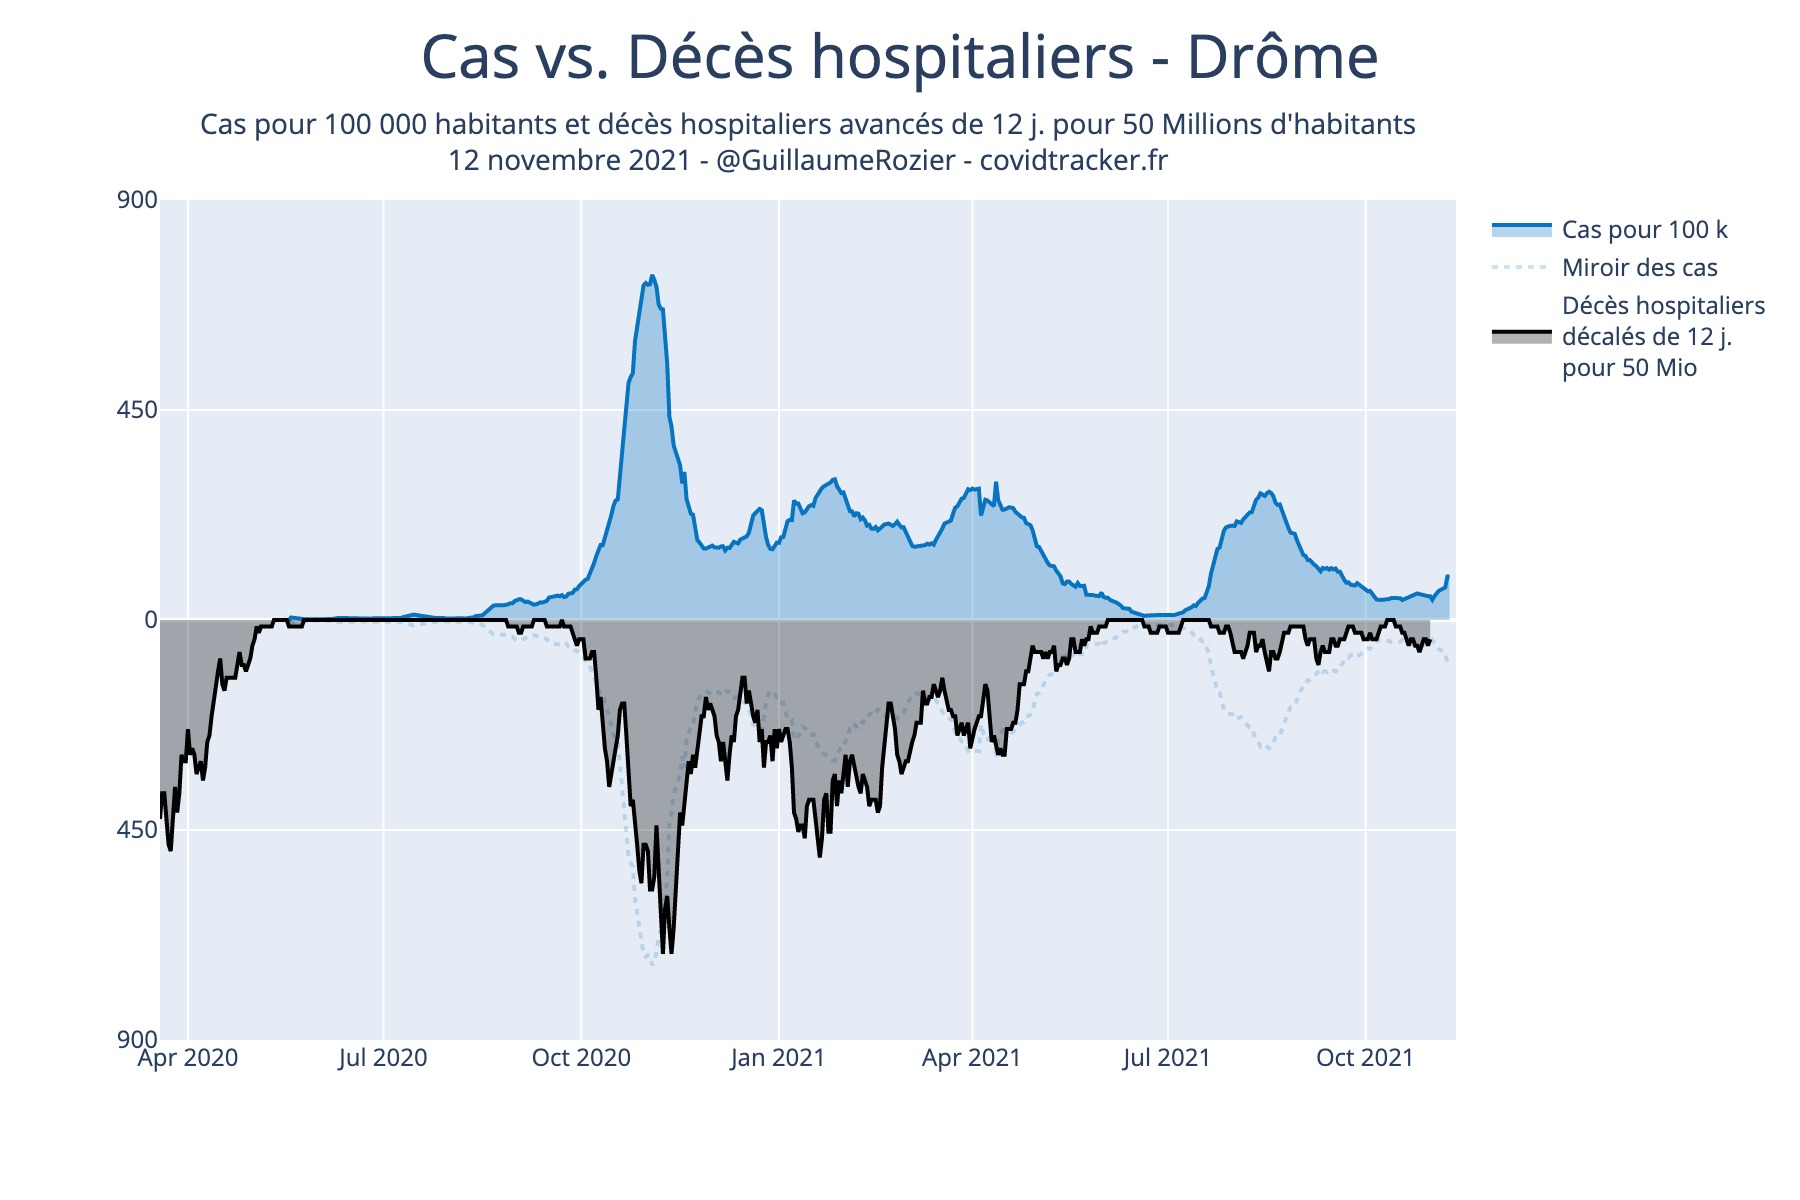 Cas vs. Décès hospitaliers - Drôme
Cas pour 100 000 habitants et décès hospitaliers avancés de 12 j. pour 50 Millions d'habitants
12 novembre 2021 - @GuillaumeRozier - covidtracker.fr
900
450
0
450
900
Apr 2020
Jul 2020
Oct 2020
Jan 2021
Apr 2021
Jul 2021
Oct 2021
Cas pour 100 k
Miroir des cas
Décès hospitaliers
décalés de 12 j.
pour 50 Mio